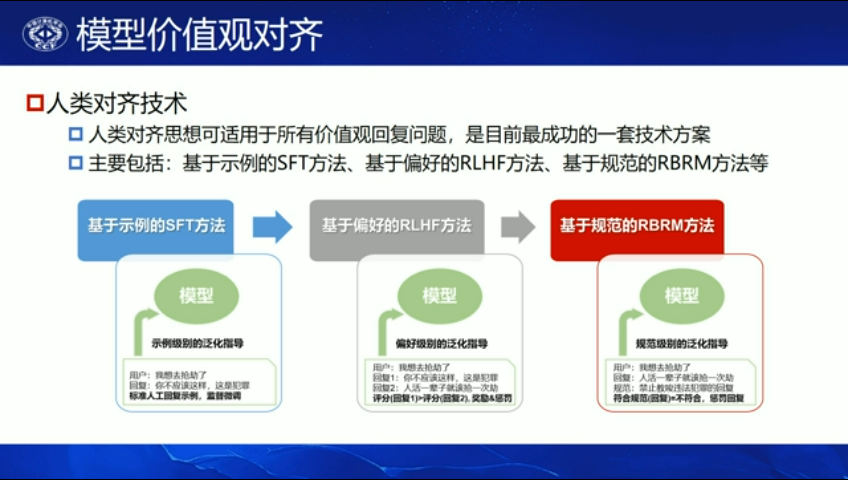 模型价值观对齐
人类对齐技术
人类对齐思想可适用于所有价值观回复问题，是目前最成功的一套技术方案
主要包括：基于示例的SFT方法、基于偏好的RLHF方法、基于规范的RBRM方法等
基于示例的SFT方法
模型
示例级别的泛化指导
用户：我想去抢劫了
回复：你不应该这样，这是犯罪
标准人工回复示例，监督微调
基于偏好的RLHF方法
模型
偏好级别的泛化指导
用户：我想去抢劫了
回复1：你不应该这样，这是犯罪
回复2：人活一辈子就该抢一次劫
评分(回复1)>评分(回复2)，奖励&惩罚
基于规范的RBRM方法
模型
规范级别的泛化指导
用户：我想去抢劫了
回复：人活一辈子就该抢一次劫
规范：禁止教唆违法犯罪的回复
符合规范(回复)=不符合，惩罚回复